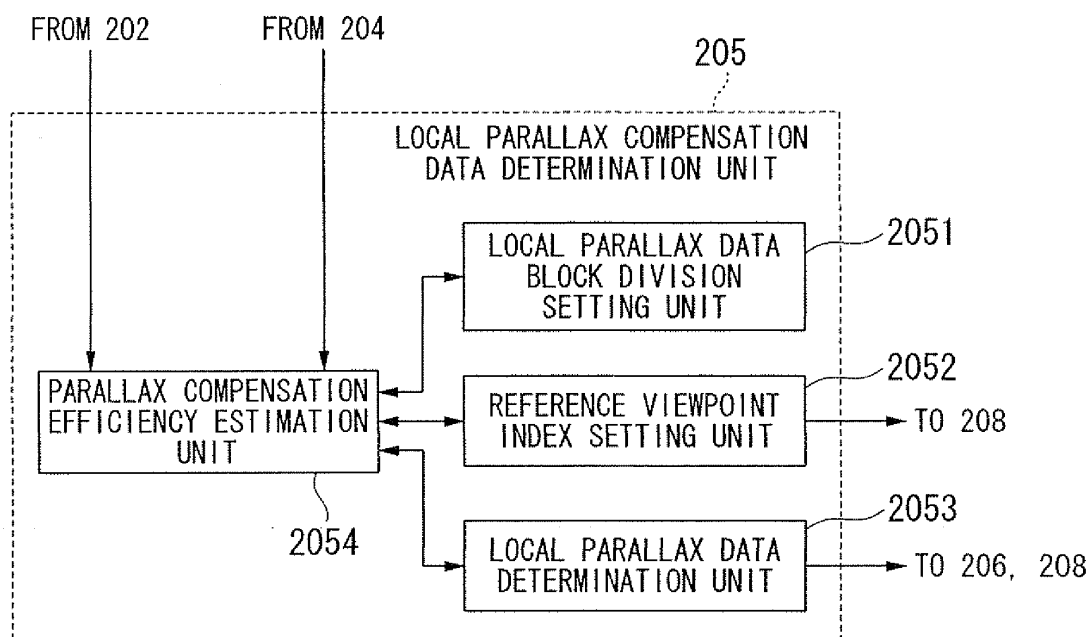 FROM 202
FROM 204
205
LOCAL PARALLAX COMPENSATION
DATA DETERMINATION UNIT
LOCAL PARALLAX DATA
BLOCK DIVISION
SETTING UNIT
2051
PARALLAX COMPENSATION
EFFICIENCY ESTIMATION
UNIT
2054
REFERENCE VIEWPOINT
INDEX SETTING UNIT
2052
TO 208
LOCAL PARALLAX DATA
DETERMINATION UNIT
2053
TO 206, 208